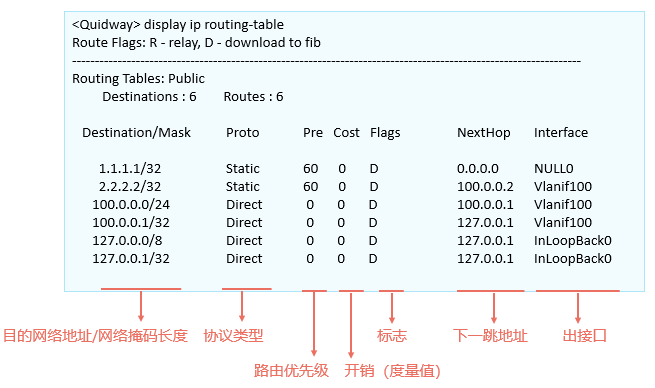 <Quidway> display ip routing-table
Route Flags: R - relay, D - download to fib
------------------------------------------------------------------------------
Routing Tables: Public
Destinations : 6 Routes : 6
Destination/Mask Proto Pre Cost Flags NextHop Interface
1.1.1.1/32 Static 60 0 D 0.0.0.0 NULL0
2.2.2.2/32 Static 60 0 D 100.0.0.2 Vlanif100
100.0.0.0/24 Direct 0 0 D 100.0.0.1 Vlanif100
100.0.0.1/32 Direct 0 0 D 127.0.0.1 Vlanif100
127.0.0.0/8 Direct 0 0 D 127.0.0.1 InLoopBack0
127.0.0.1/32 Direct 0 0 D 127.0.0.1 InLoopBack0
目的网络地址/网络掩码长度 协议类型 标志 下一跳地址 出接口
路由优先级 开销（度量值）